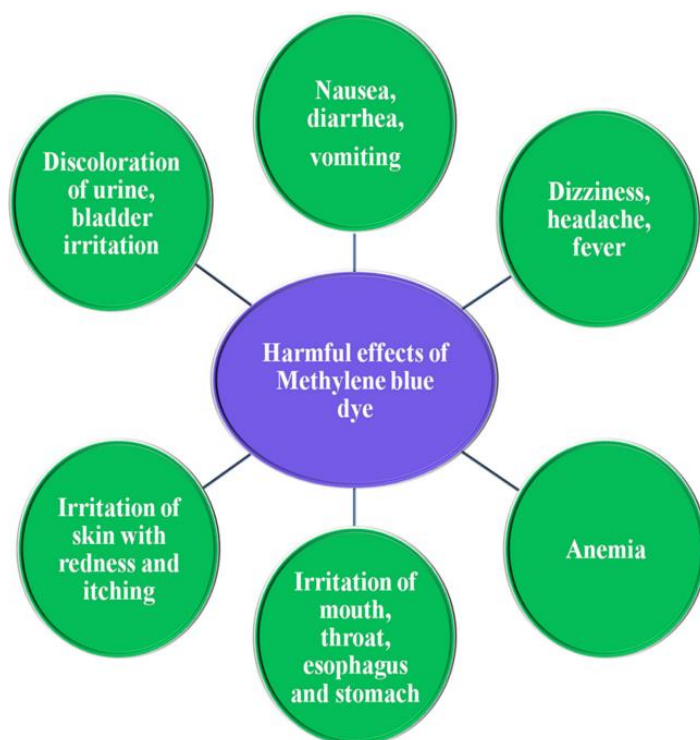 Nausea,
diarrhea,
vomiting
Discoloration
of urine,
bladder
irritation
Dizziness,
headache,
fever
Harmful effects of
Methylene blue
dye
Irritation of
skin with
redness and
itching
Irritation of
mouth,
throat,
esophagus
and stomach
Anemia